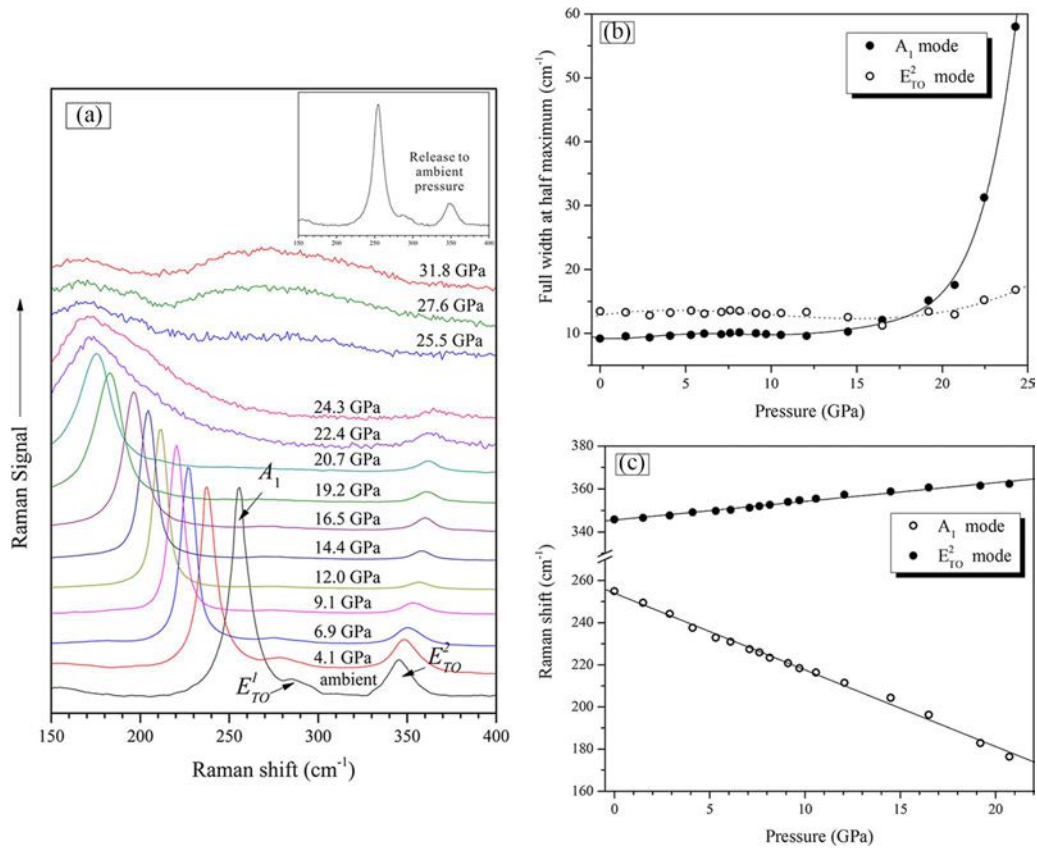 (a)
Release to
ambient
pressure
150 200 250 300 350 400
31.8 GPa
27.6 GPa
25.5 GPa
24.3 GPa
22.4 GPa
20.7 GPa
19.2 GPa
16.5 GPa
14.4 GPa
12.0 GPa
9.1 GPa
6.9 GPa
4.1 GPa
ambient
A₁
E¹_TO
E²_TO
Raman Signal
150 200 250 300 350 400
Raman shift (cm⁻¹)
(b)
A₁ mode
E²_TO mode
Full width at half maximum (cm⁻¹)
60
50
40
30
20
10
0 5 10 15 20 25
Pressure (GPa)
(c)
A₁ mode
E²_TO mode
Raman shift (cm⁻¹)
380
360
340
260
240
220
200
180
160
0 5 10 15 20
Pressure (GPa)